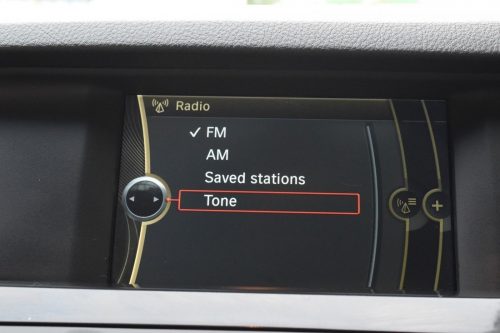 Radio
FM
AM
Saved stations
Tone